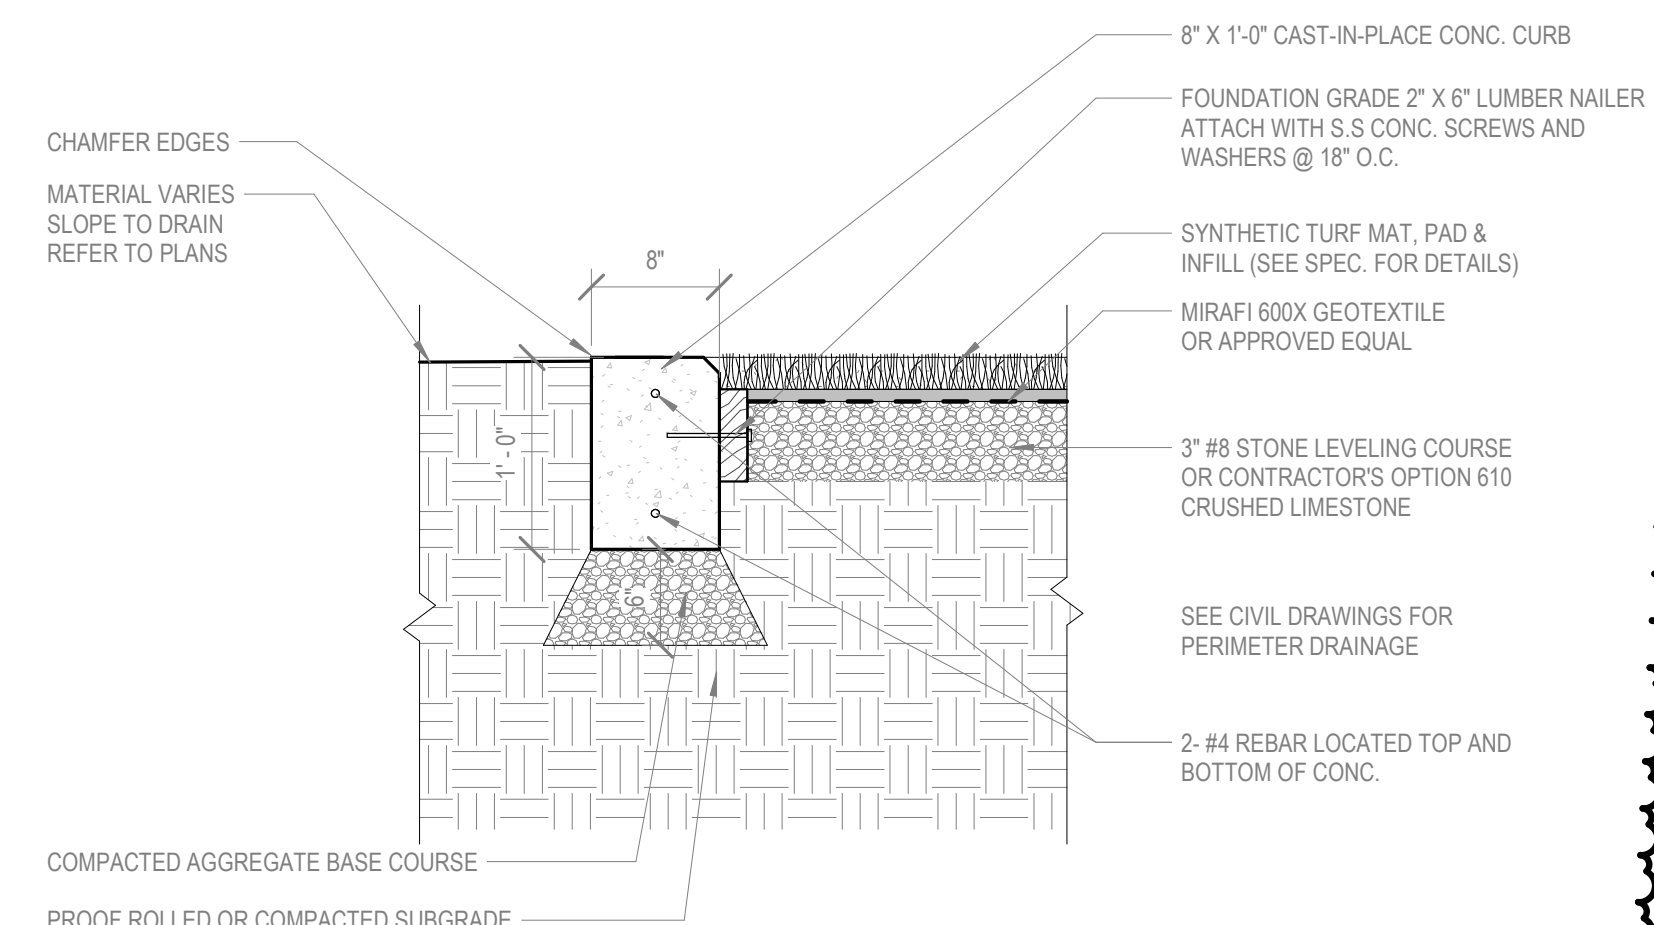 8" X 1'-0" CAST-IN-PLACE CONC. CURB
FOUNDATION GRADE 2" X 6" LUMBER NAILER
ATTACH WITH S.S CONC. SCREWS AND
WASHERS @ 18" O.C.
CHAMFER EDGES
MATERIAL VARIES
SLOPE TO DRAIN
REFER TO PLANS
SYNTHETIC TURF MAT, PAD &
INFILL (SEE SPEC. FOR DETAILS)
8"
MIRAFI 600X GEOTEXTILE
OR APPROVED EQUAL
1'-0"
3" #8 STONE LEVELING COURSE
OR CONTRACTOR'S OPTION 610
CRUSHED LIMESTONE
6"
SEE CIVIL DRAWINGS FOR
PERIMETER DRAINAGE
2- #4 REBAR LOCATED TOP AND
BOTTOM OF CONC.
COMPACTED AGGREGATE BASE COURSE
PROOF ROLLED OR COMPACTED SUBGRADE